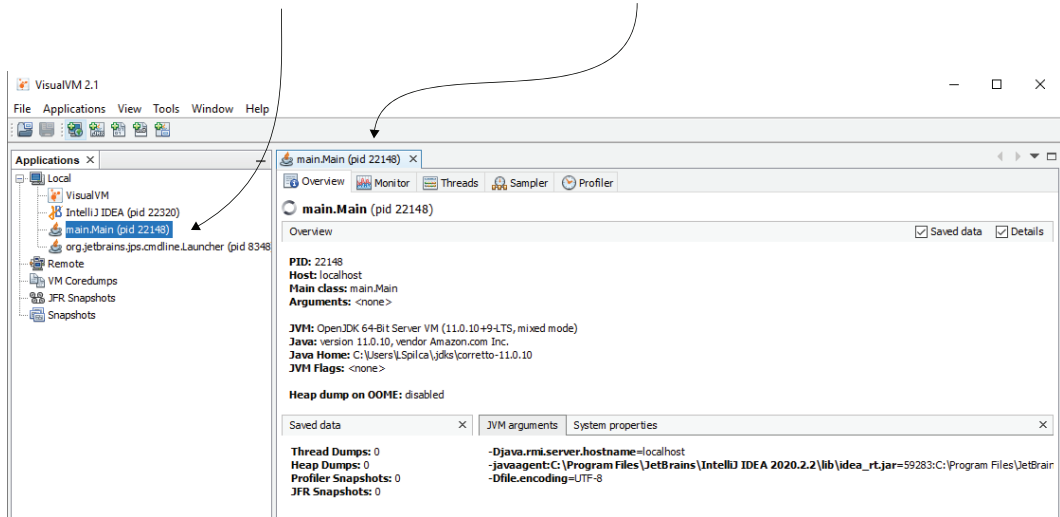 VisualVM 2.1
File Applications View Tools Window Help
Applications ×
Local
VisualVM
IntelliJ IDEA (pid 22320)
main.Main (pid 22148)
org.jetbrains.jps.cmdline.Launcher (pid 8348
Remote
VM Coredumps
JFR Snapshots
Snapshots
main.Main (pid 22148) ×
Overview Monitor Threads Sampler Profiler
main.Main (pid 22148)
Overview Saved data Details
PID: 22148
Host: localhost
Main class: main.Main
Arguments: <none>
JVM: OpenJDK 64-Bit Server VM (11.0.10+9-LTS, mixed mode)
Java: version 11.0.10, vendor Amazon.com Inc.
Java Home: C:\Users\LSpilca\.jdks\corretto-11.0.10
JVM Flags: <none>
Heap dump on OOME: disabled
Saved data × JVM arguments System properties ×
Thread Dumps: 0
Heap Dumps: 0
Profiler Snapshots: 0
JFR Snapshots: 0
-Djava.rmi.server.hostname=localhost
-javaagent:C:\Program Files\JetBrains\IntelliJ IDEA 2020.2.2\lib\idea_rt.jar=59283:C:\Program Files\JetBrain
-Dfile.encoding=UTF-8